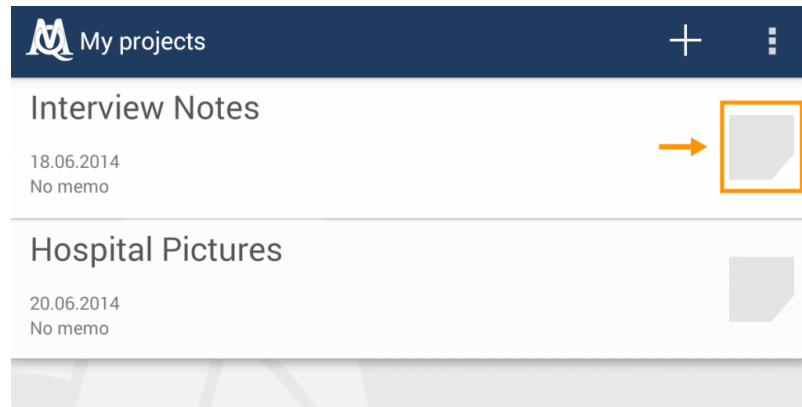 My projects
Interview Notes
18.06.2014
No memo
Hospital Pictures
20.06.2014
No memo